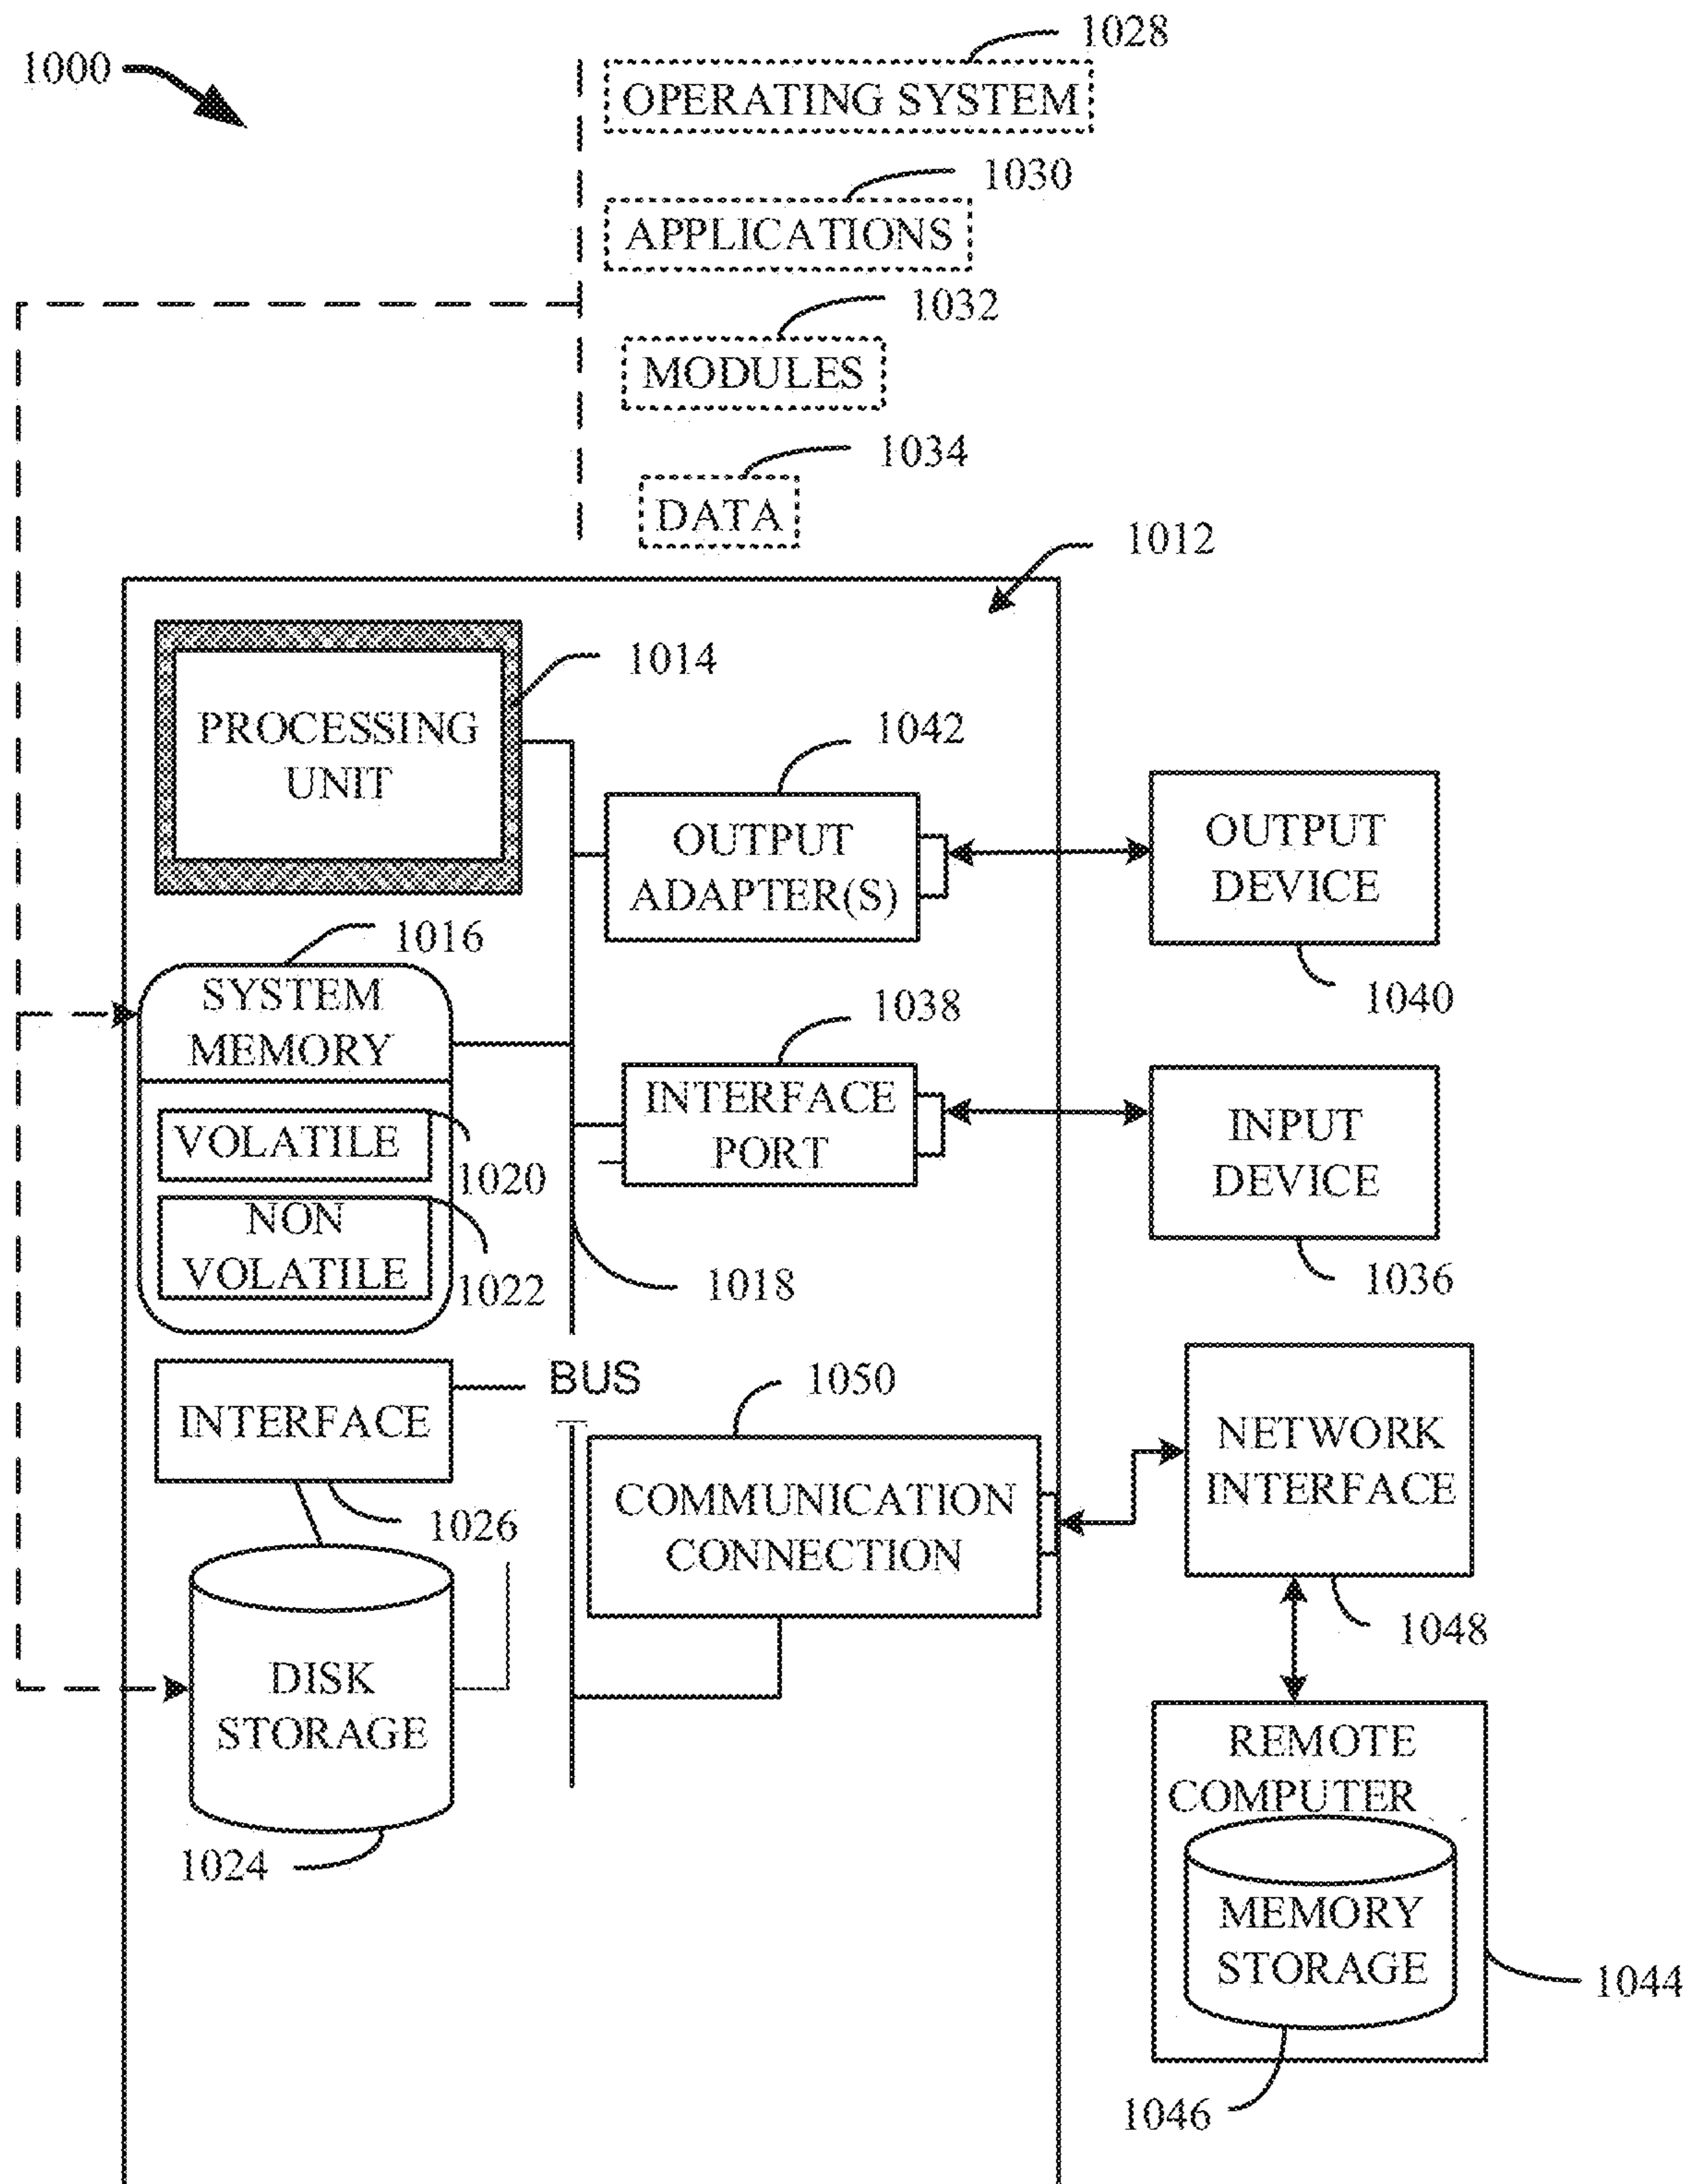 1028
1000
OPERATING SYSTEM
1030
APPLICATIONS
1032
MODULES
1034
DATA
1012
1014
PROCESSING
UNIT
1042
OUTPUT
ADAPTER(S)
OUTPUT
DEVICE
1040
1016
SYSTEM
MEMORY
VOLATILE
1020
NON
VOLATILE
1022
1038
INTERFACE
PORT
INPUT
DEVICE
1036
1018
BUS
INTERFACE
1026
1050
COMMUNICATION
CONNECTION
NETWORK
INTERFACE
1048
DISK
STORAGE
1024
REMOTE
COMPUTER
MEMORY
STORAGE
1044
1046